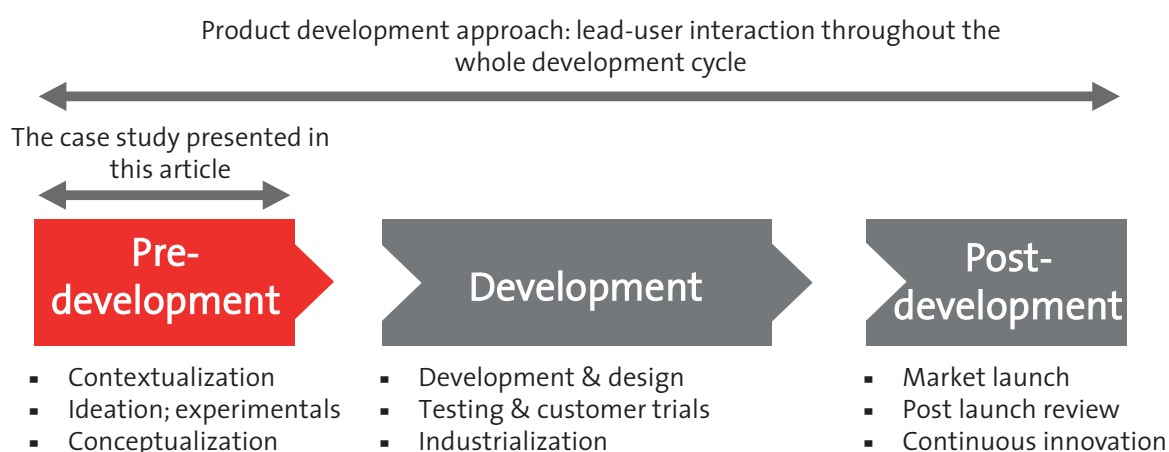 Product development approach: lead-user interaction throughout the
whole development cycle
The case study presented in
this article
Pre-
development
Development
Post-
development
▪ Contextualization
▪ Ideation; experimentals
▪ Conceptualization
▪ Development & design
▪ Testing & customer trials
▪ Industrialization
▪ Market launch
▪ Post launch review
▪ Continuous innovation